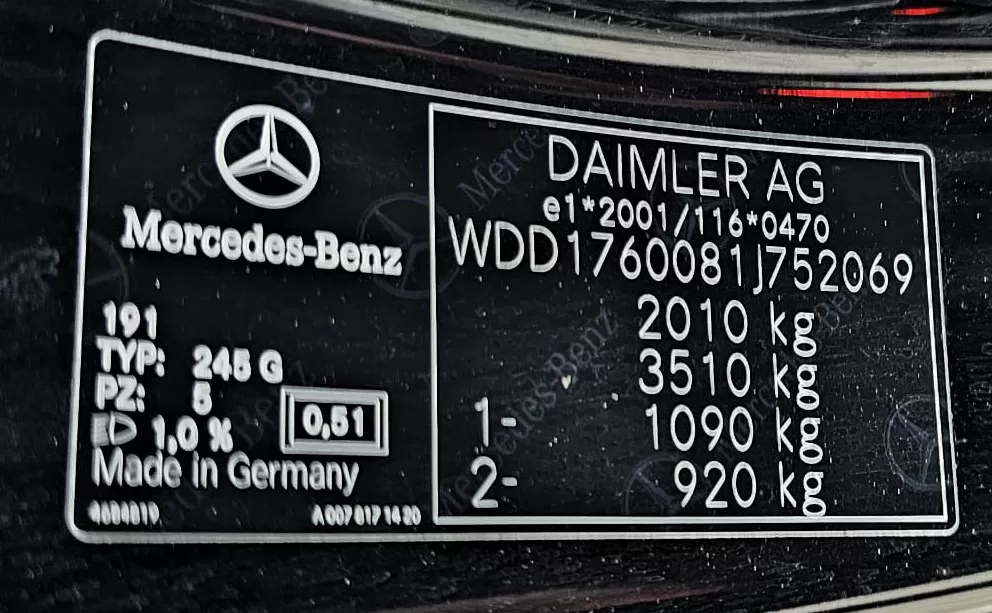 Mercedes-Benz
191
TYP: 245 G
PZ: 5
1,0 %
0,51
Made in Germany
A 007 817 14 20
DAIMLER AG
e1*2001/116*0470
WDD1760081J752069
2010 kg
3510 kg
1- 1090 kg
2- 920 kg